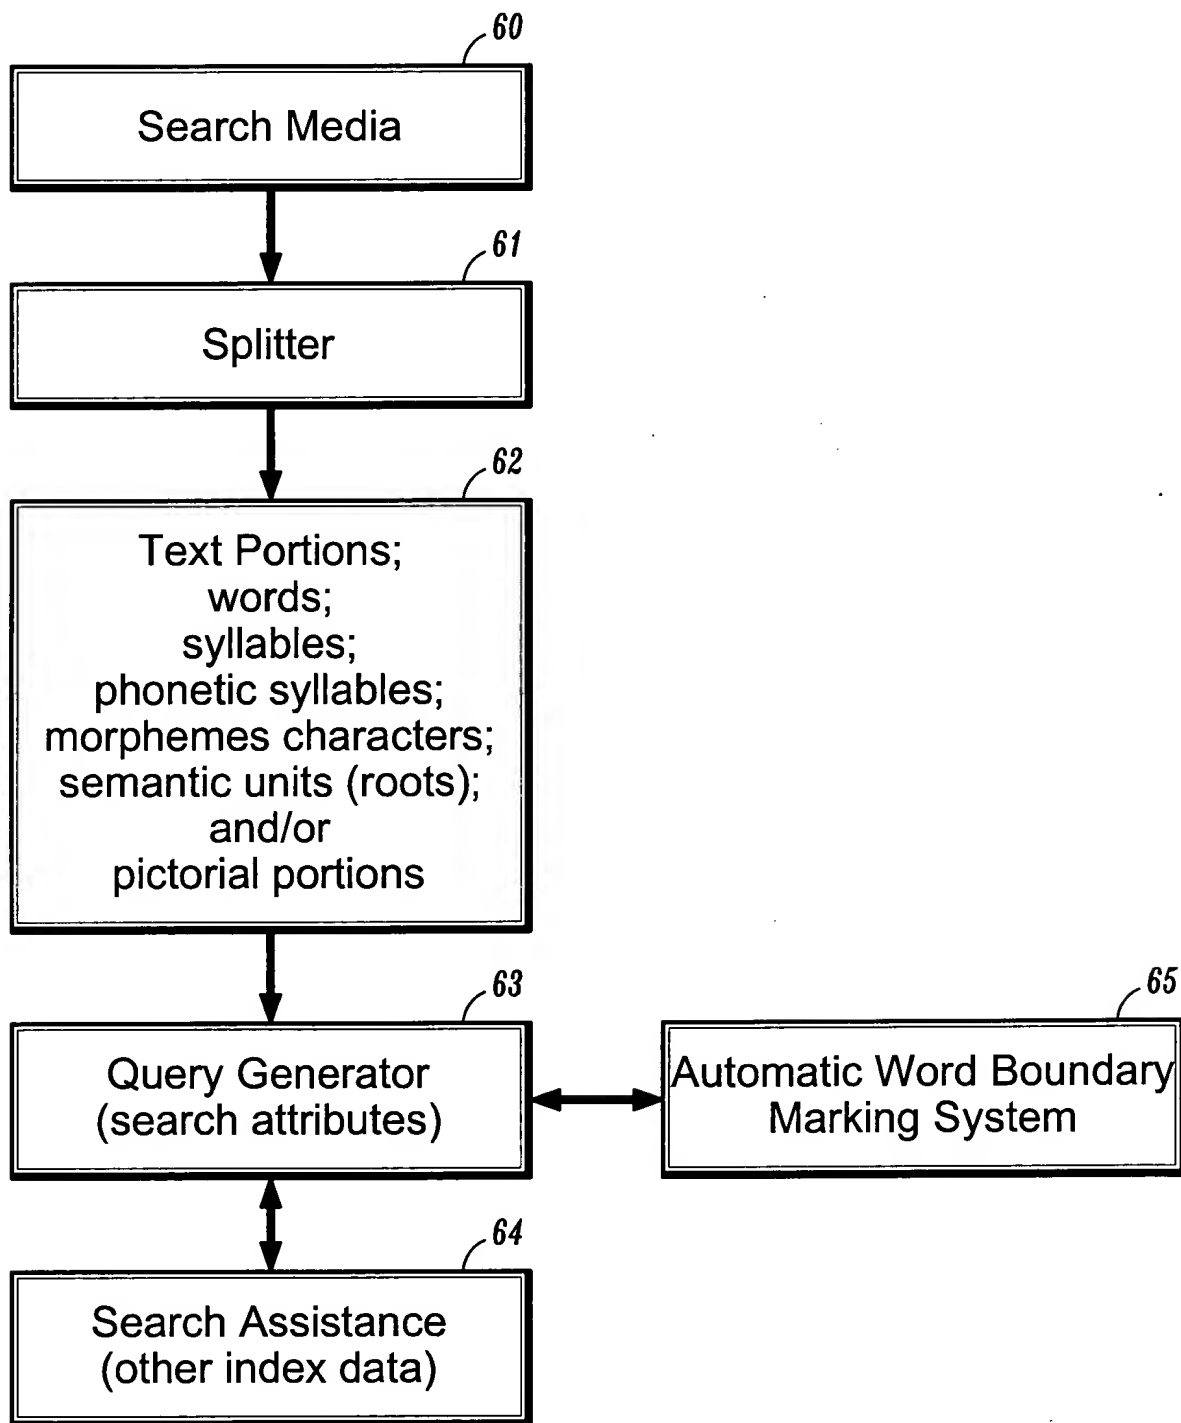 60
Search Media
61
Splitter
62
Text Portions;
words;
syllables;
phonetic syllables;
morphemes characters;
semantic units (roots);
and/or
pictorial portions
63
Query Generator
(search attributes)
65
Automatic Word Boundary
Marking System
64
Search Assistance
(other index data)